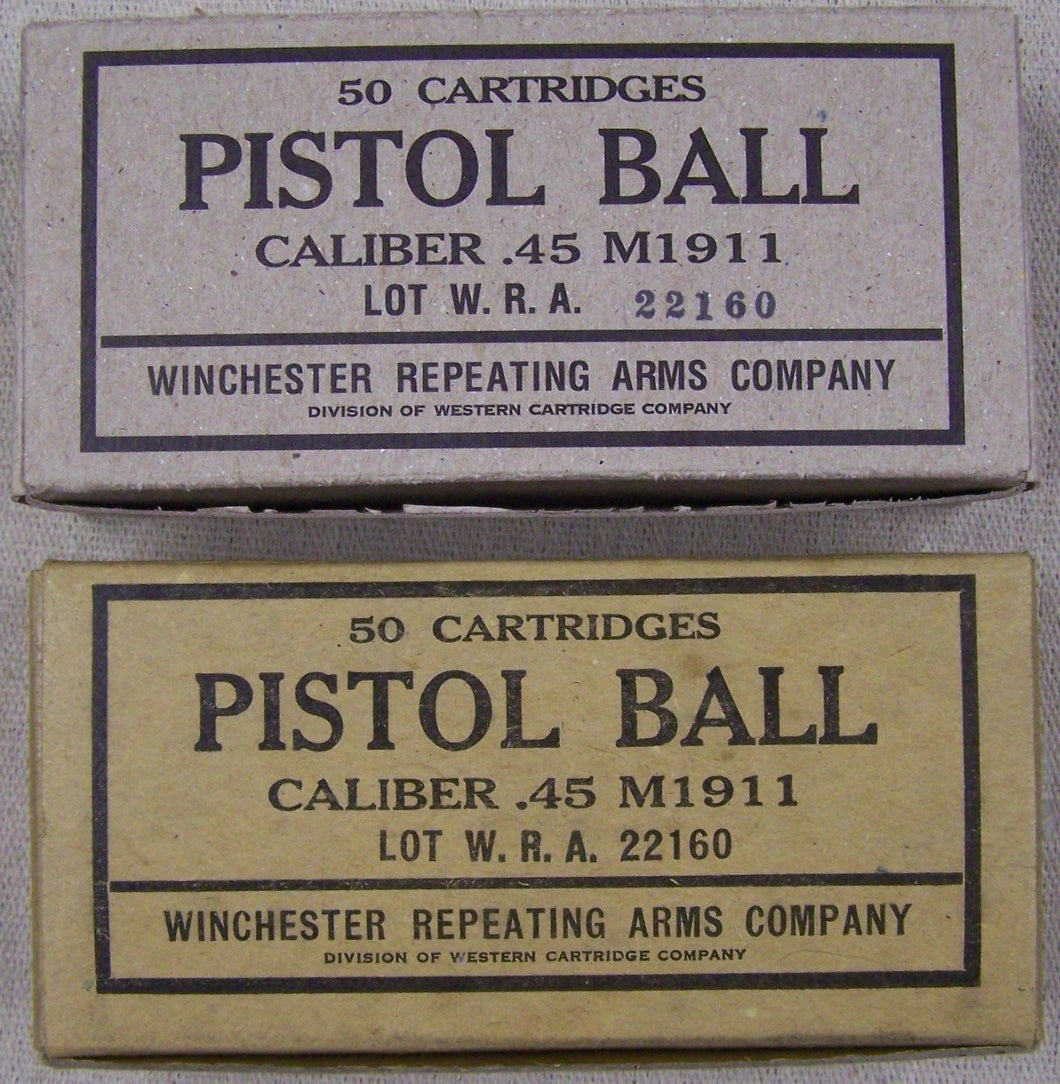 50 CARTRIDGES
PISTOL BALL
CALIBER .45 M1911
LOT W. R. A. 22160
WINCHESTER REPEATING ARMS COMPANY
DIVISION OF WESTERN CARTRIDGE COMPANY
50 CARTRIDGES
PISTOL BALL
CALIBER .45 M1911
LOT W. R. A. 22160
WINCHESTER REPEATING ARMS COMPANY
DIVISION OF WESTERN CARTRIDGE COMPANY